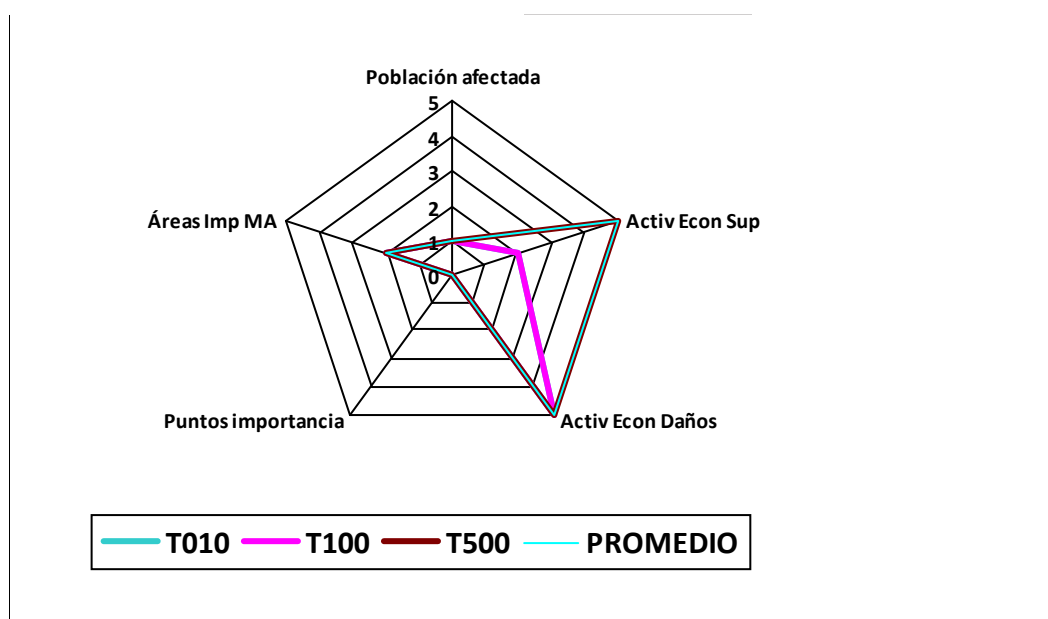 Población afectada
5
4
3
2
1
0
Áreas Imp MA
Activ Econ Sup
Puntos importancia
Activ Econ Daños
T010 T100 T500 PROMEDIO